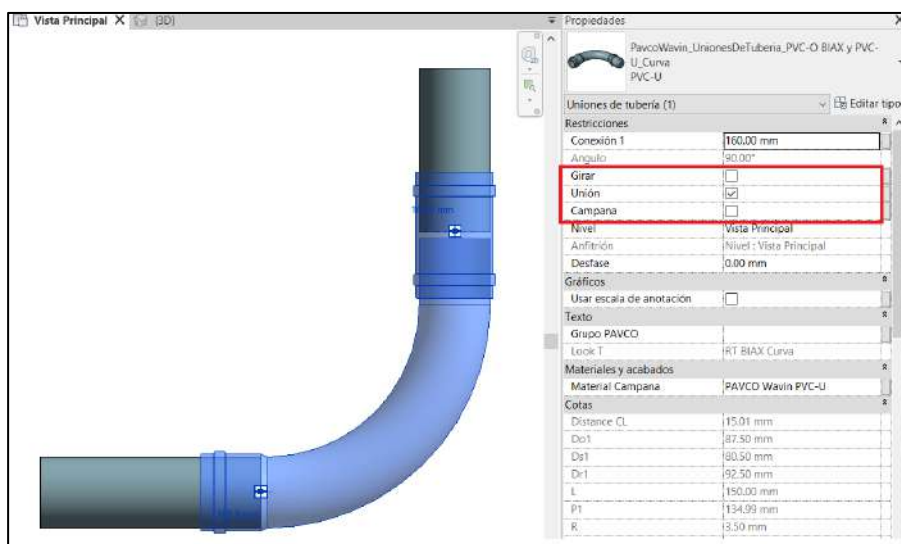 Vista Principal X (3D)
Propiedades
PavcoWavin_UnionesDeTuberia_PVC-O BIAX y PVC-
U_Curva
PVC-U
Uniones de tubería (1) Editar tipo
Restricciones
Conexión 1 160.00 mm
Angulo 90.00°
Girar
Unión
Campana
Nivel Vista Principal
Anfitrión Nivel : Vista Principal
Desfase 0.00 mm
Gráficos
Usar escala de anotación
Texto
Grupo PAVCO
Look T RT BIAX Curva
Materiales y acabados
Material Campana PAVCO Wavin PVC-U
Cotas
Distance CL 15.01 mm
Do1 87.50 mm
Ds1 80.50 mm
Dr1 92.50 mm
L 150.00 mm
P1 134.99 mm
R 3.50 mm